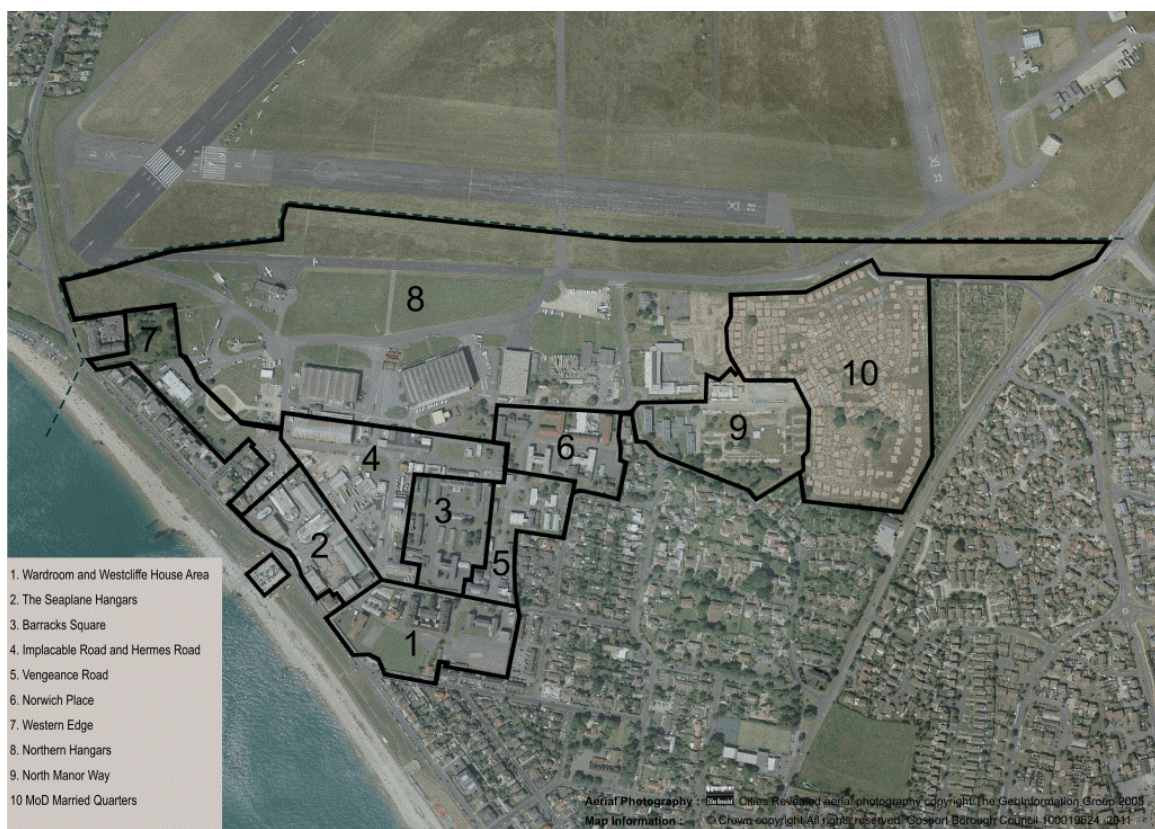 8
7
10
9
6
4
3
5
2
1
1. Wardroom and Westcliffe House Area
2. The Seaplane Hangars
3. Barracks Square
4. Implacable Road and Hermes Road
5. Vengeance Road
6. Norwich Place
7. Western Edge
8. Northern Hangars
9. North Manor Way
10 MoD Married Quarters
Aerial Photography : Cities Revealed aerial photography copyright The GeoInformation Group 2005
Map Information : © Crown copyright All rights reserved Gosport Borough Council 100019624 2011